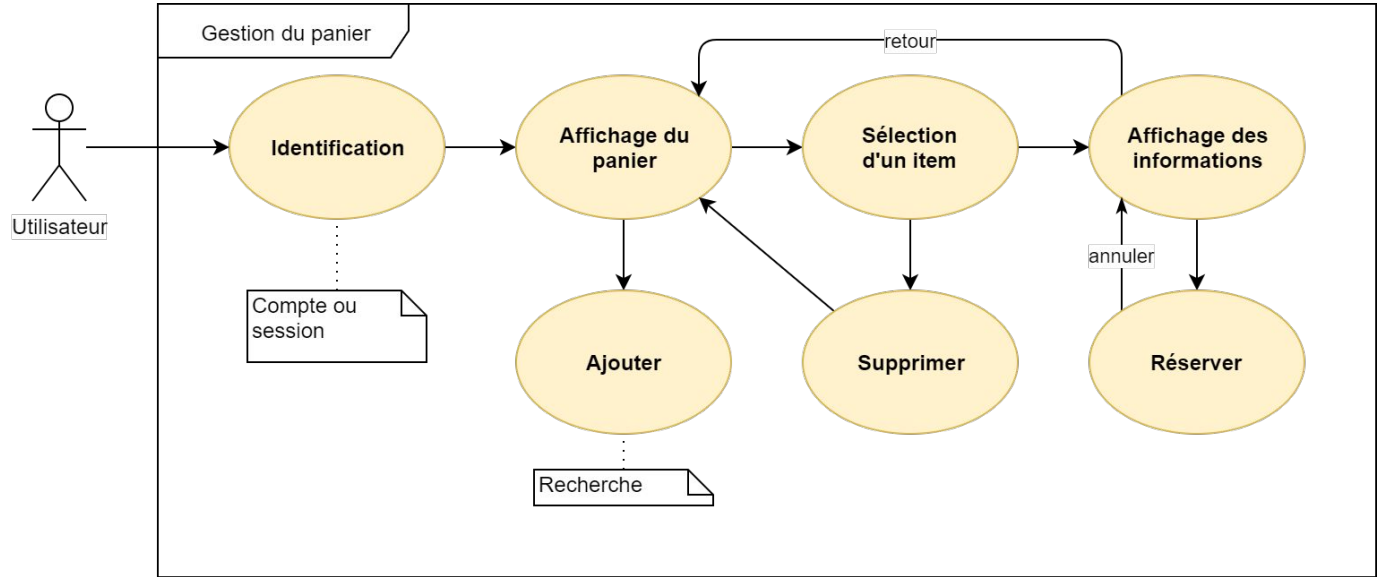 Gestion du panier
retour
Utilisateur
Identification
Affichage du
panier
Sélection
d'un item
Affichage des
informations
annuler
Compte ou
session
Ajouter
Supprimer
Réserver
Recherche